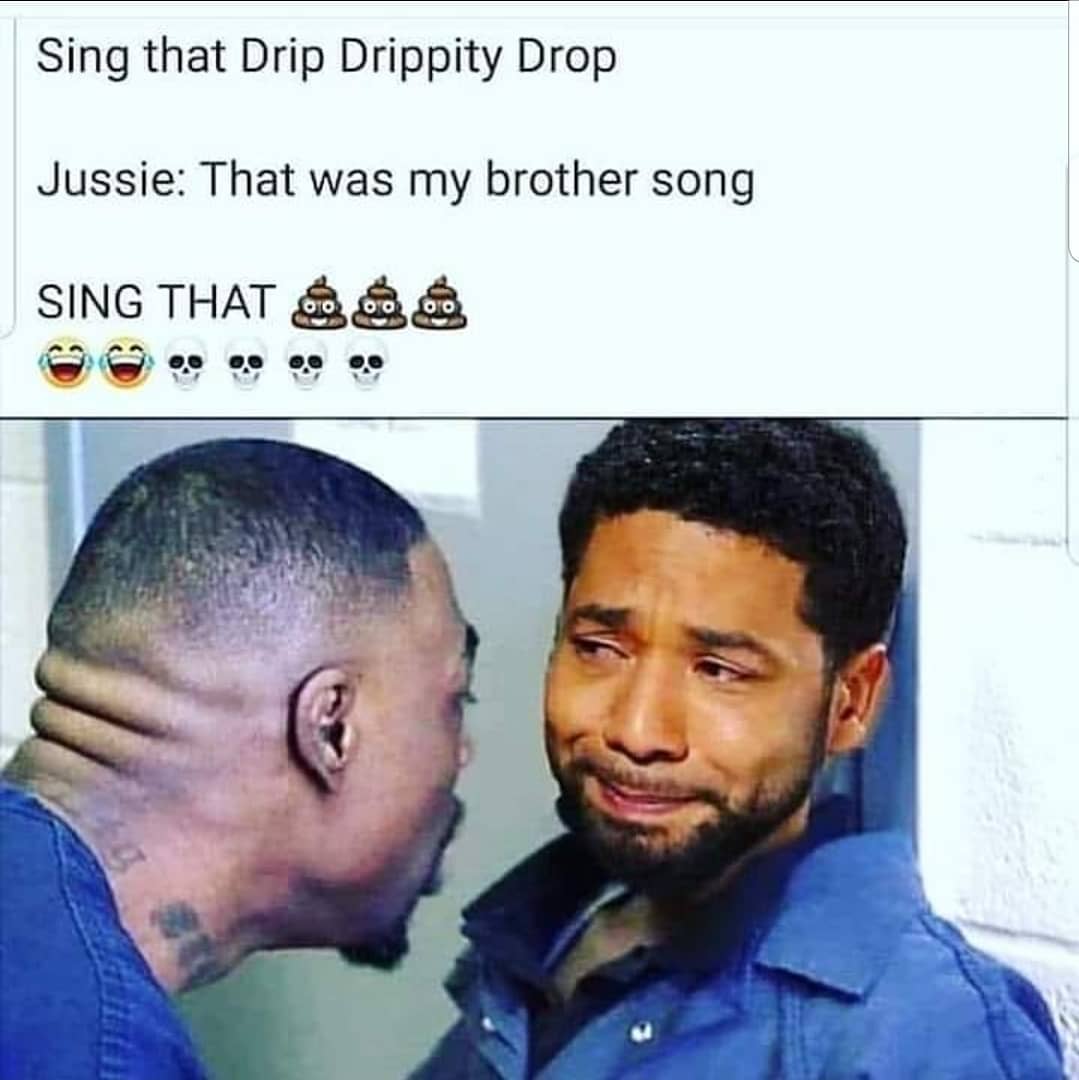 Sing that Drip Drippity Drop
Jussie: That was my brother song
SING THAT 💩💩💩
😂😂💀💀💀💀